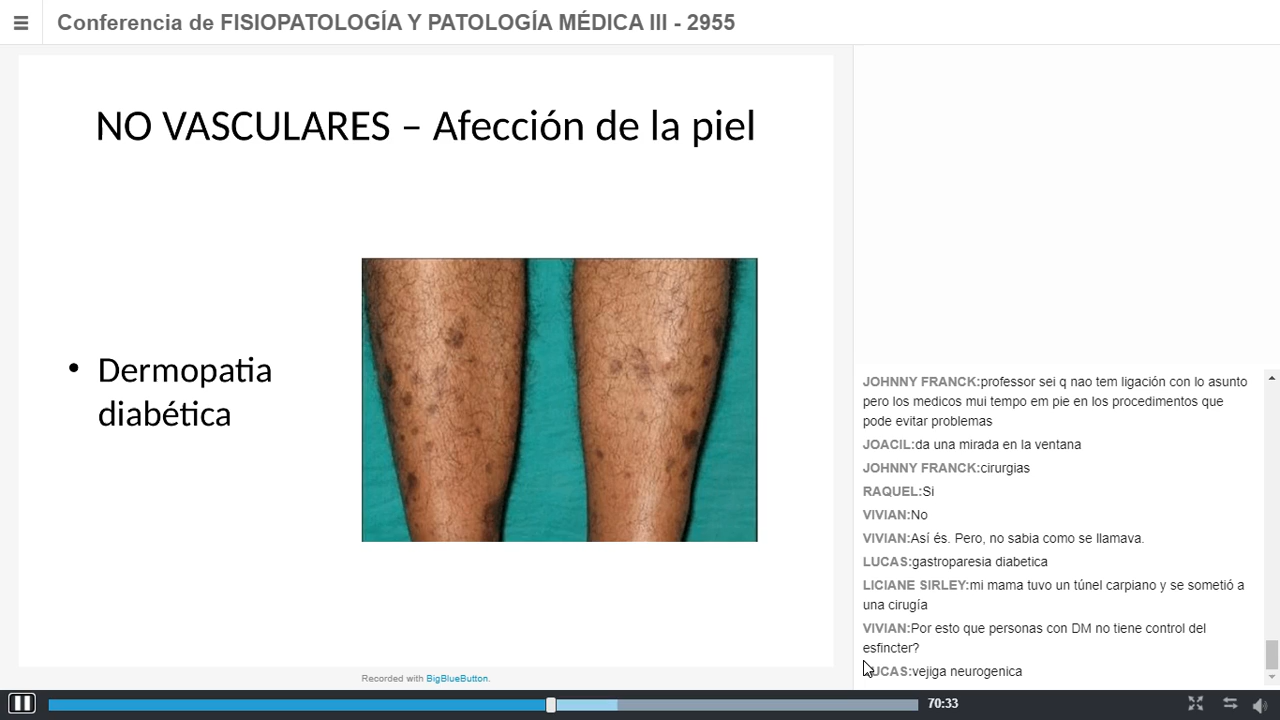 Conferencia de FISIOPATOLOGÍA Y PATOLOGÍA MÉDICA III - 2955
NO VASCULARES – Afección de la piel
• Dermopatia
diabética
Recorded with BigBlueButton.
JOHNNY FRANCK:professor sei q nao tem ligación con lo asunto
pero los medicos mui tempo em pie en los procedimentos que
pode evitar problemas
JOACIL:da una mirada en la ventana
JOHNNY FRANCK:cirurgias
RAQUEL:Si
VIVIAN:No
VIVIAN:Así és. Pero, no sabia como se llamava.
LUCAS:gastroparesia diabetica
LICIANE SIRLEY:mi mama tuvo un túnel carpiano y se sometió a
una cirugía
VIVIAN:Por esto que personas con DM no tiene control del
esfincter?
LUCAS:vejiga neurogenica
70:33